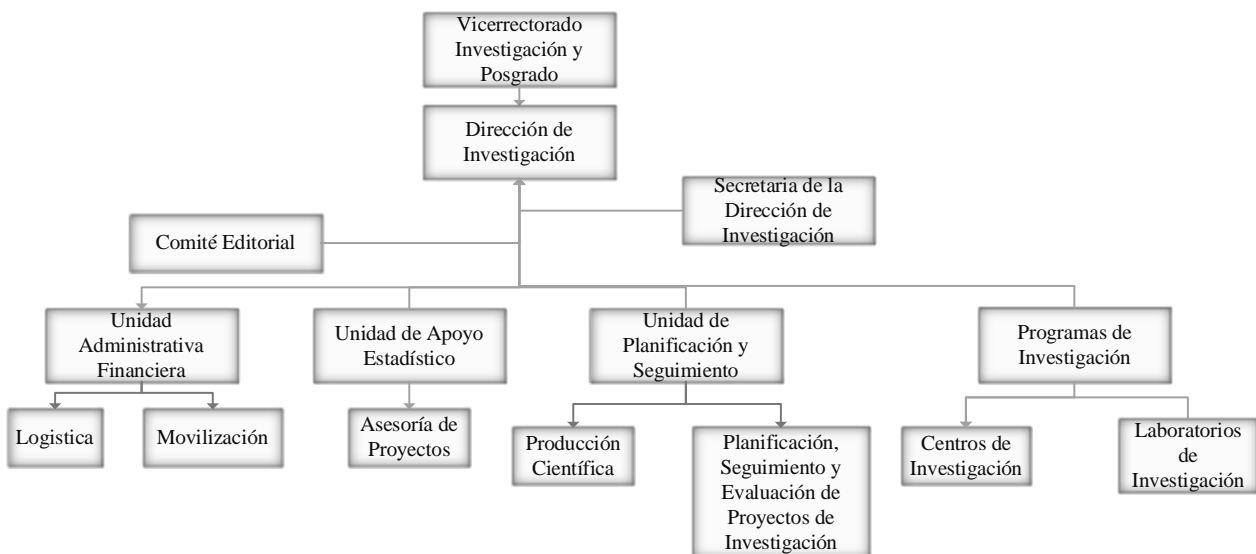 Vicerrectorado
Investigación y
Posgrado
Dirección de
Investigación
Secretaria de la
Dirección de
Investigación
Comité Editorial
Unidad
Administrativa
Financiera
Unidad de Apoyo
Estadístico
Unidad de
Planificación y
Seguimiento
Programas de
Investigación
Logistica
Movilización
Asesoría de
Proyectos
Producción
Científica
Planificación,
Seguimiento y
Evaluación de
Proyectos de
Investigación
Centros de
Investigación
Laboratorios
de
Investigación